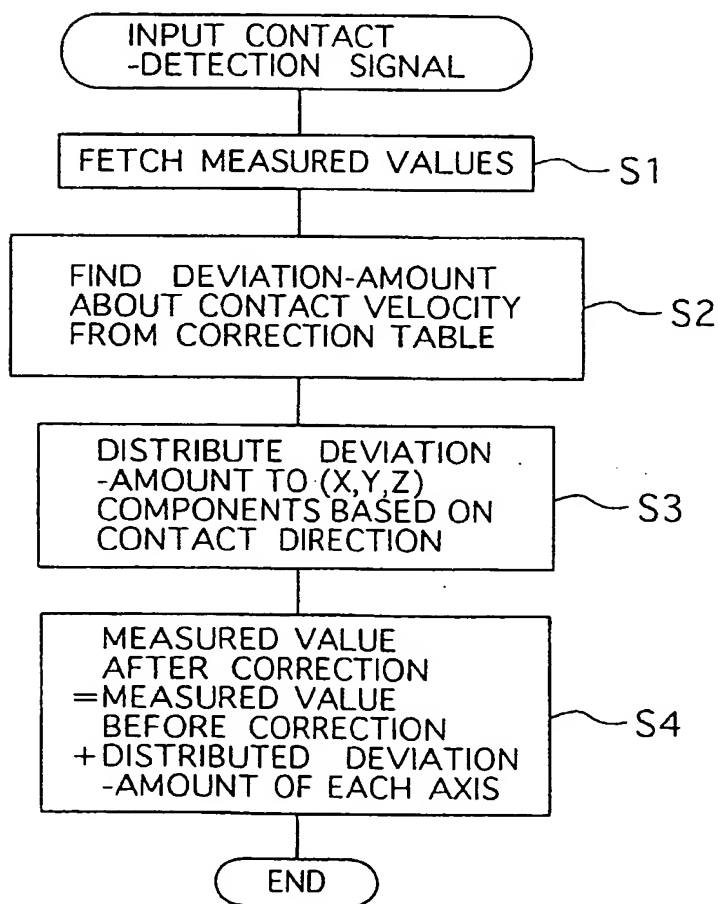 INPUT CONTACT
-DETECTION SIGNAL
FETCH MEASURED VALUES
S1
FIND DEVIATION-AMOUNT
ABOUT CONTACT VELOCITY
FROM CORRECTION TABLE
S2
DISTRIBUTE DEVIATION
-AMOUNT TO (X,Y,Z)
COMPONENTS BASED ON
CONTACT DIRECTION
S3
MEASURED VALUE
AFTER CORRECTION
=MEASURED VALUE
BEFORE CORRECTION
+DISTRIBUTED DEVIATION
-AMOUNT OF EACH AXIS
S4
END